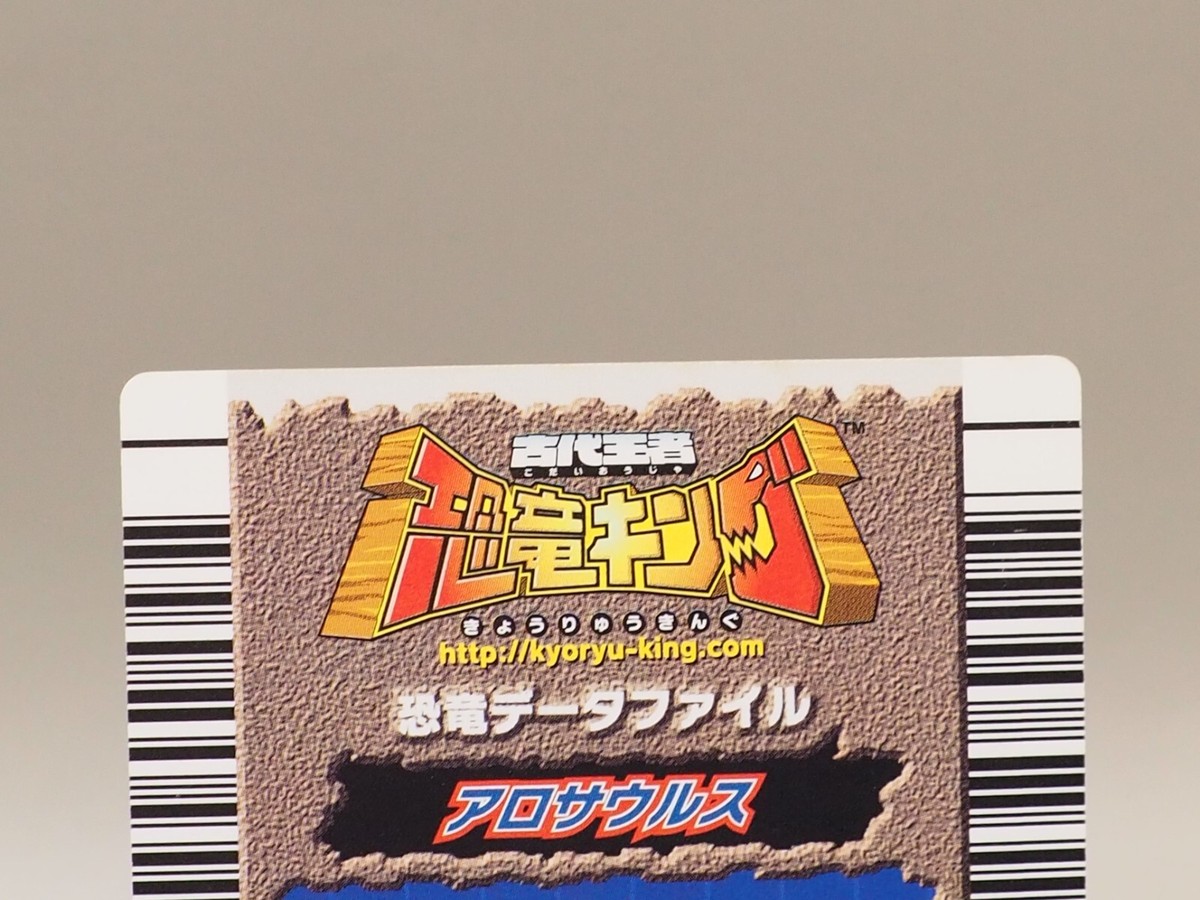 古代王者
こだいおうじゃ
恐竜キング
TM
きょうりゅうきんぐ
http://kyoryu-king.com
恐竜データファイル
アロサウルス